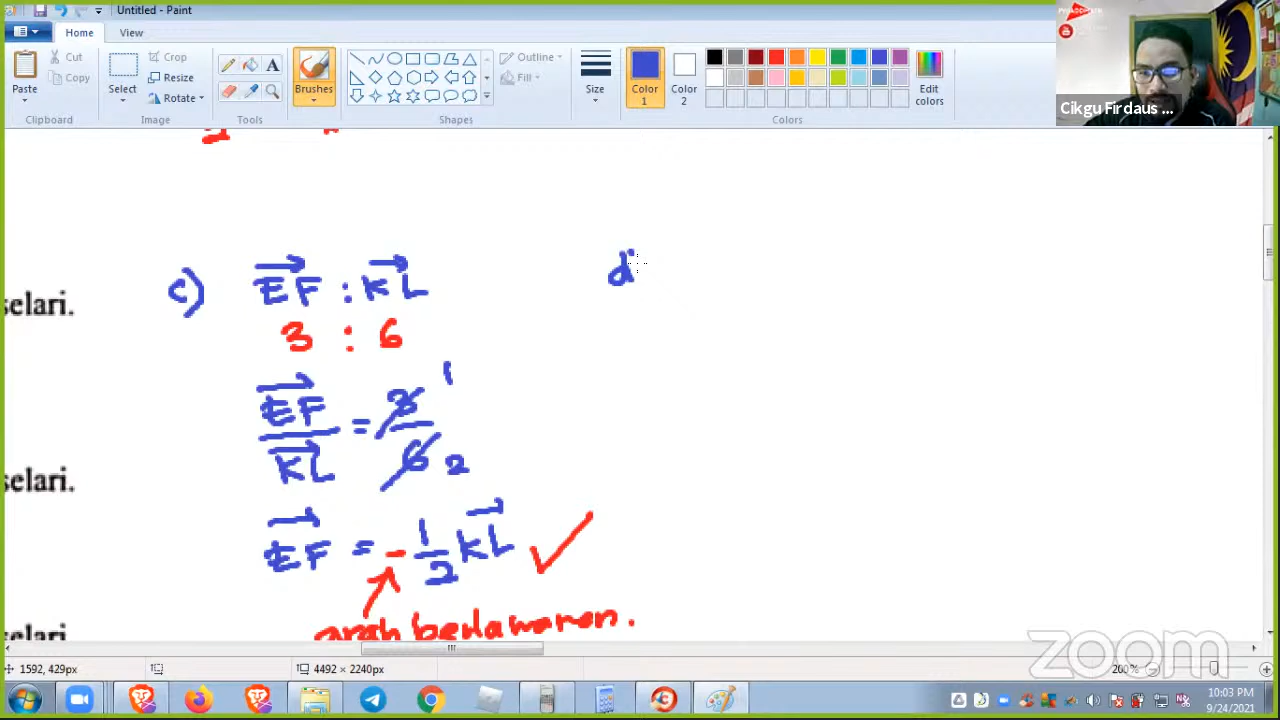 Untitled - Paint
Home View
Paste
Cut
Copy
Clipboard
Select
Crop
Resize
Rotate
Image
Tools
Brushes
Shapes
Outline
Fill
Size
Color 1
Color 2
Edit colors
Colors
Cikgu Firdaus ...
c) EF : KL
3 : 6
EF
KL
= 3 1
6 2
EF = - 1/2 KL
arah berlawanan.
d
selari.
selari.
selari.
zoom
1592, 429px
4492 × 2240px
200%
10:03 PM
9/24/2021